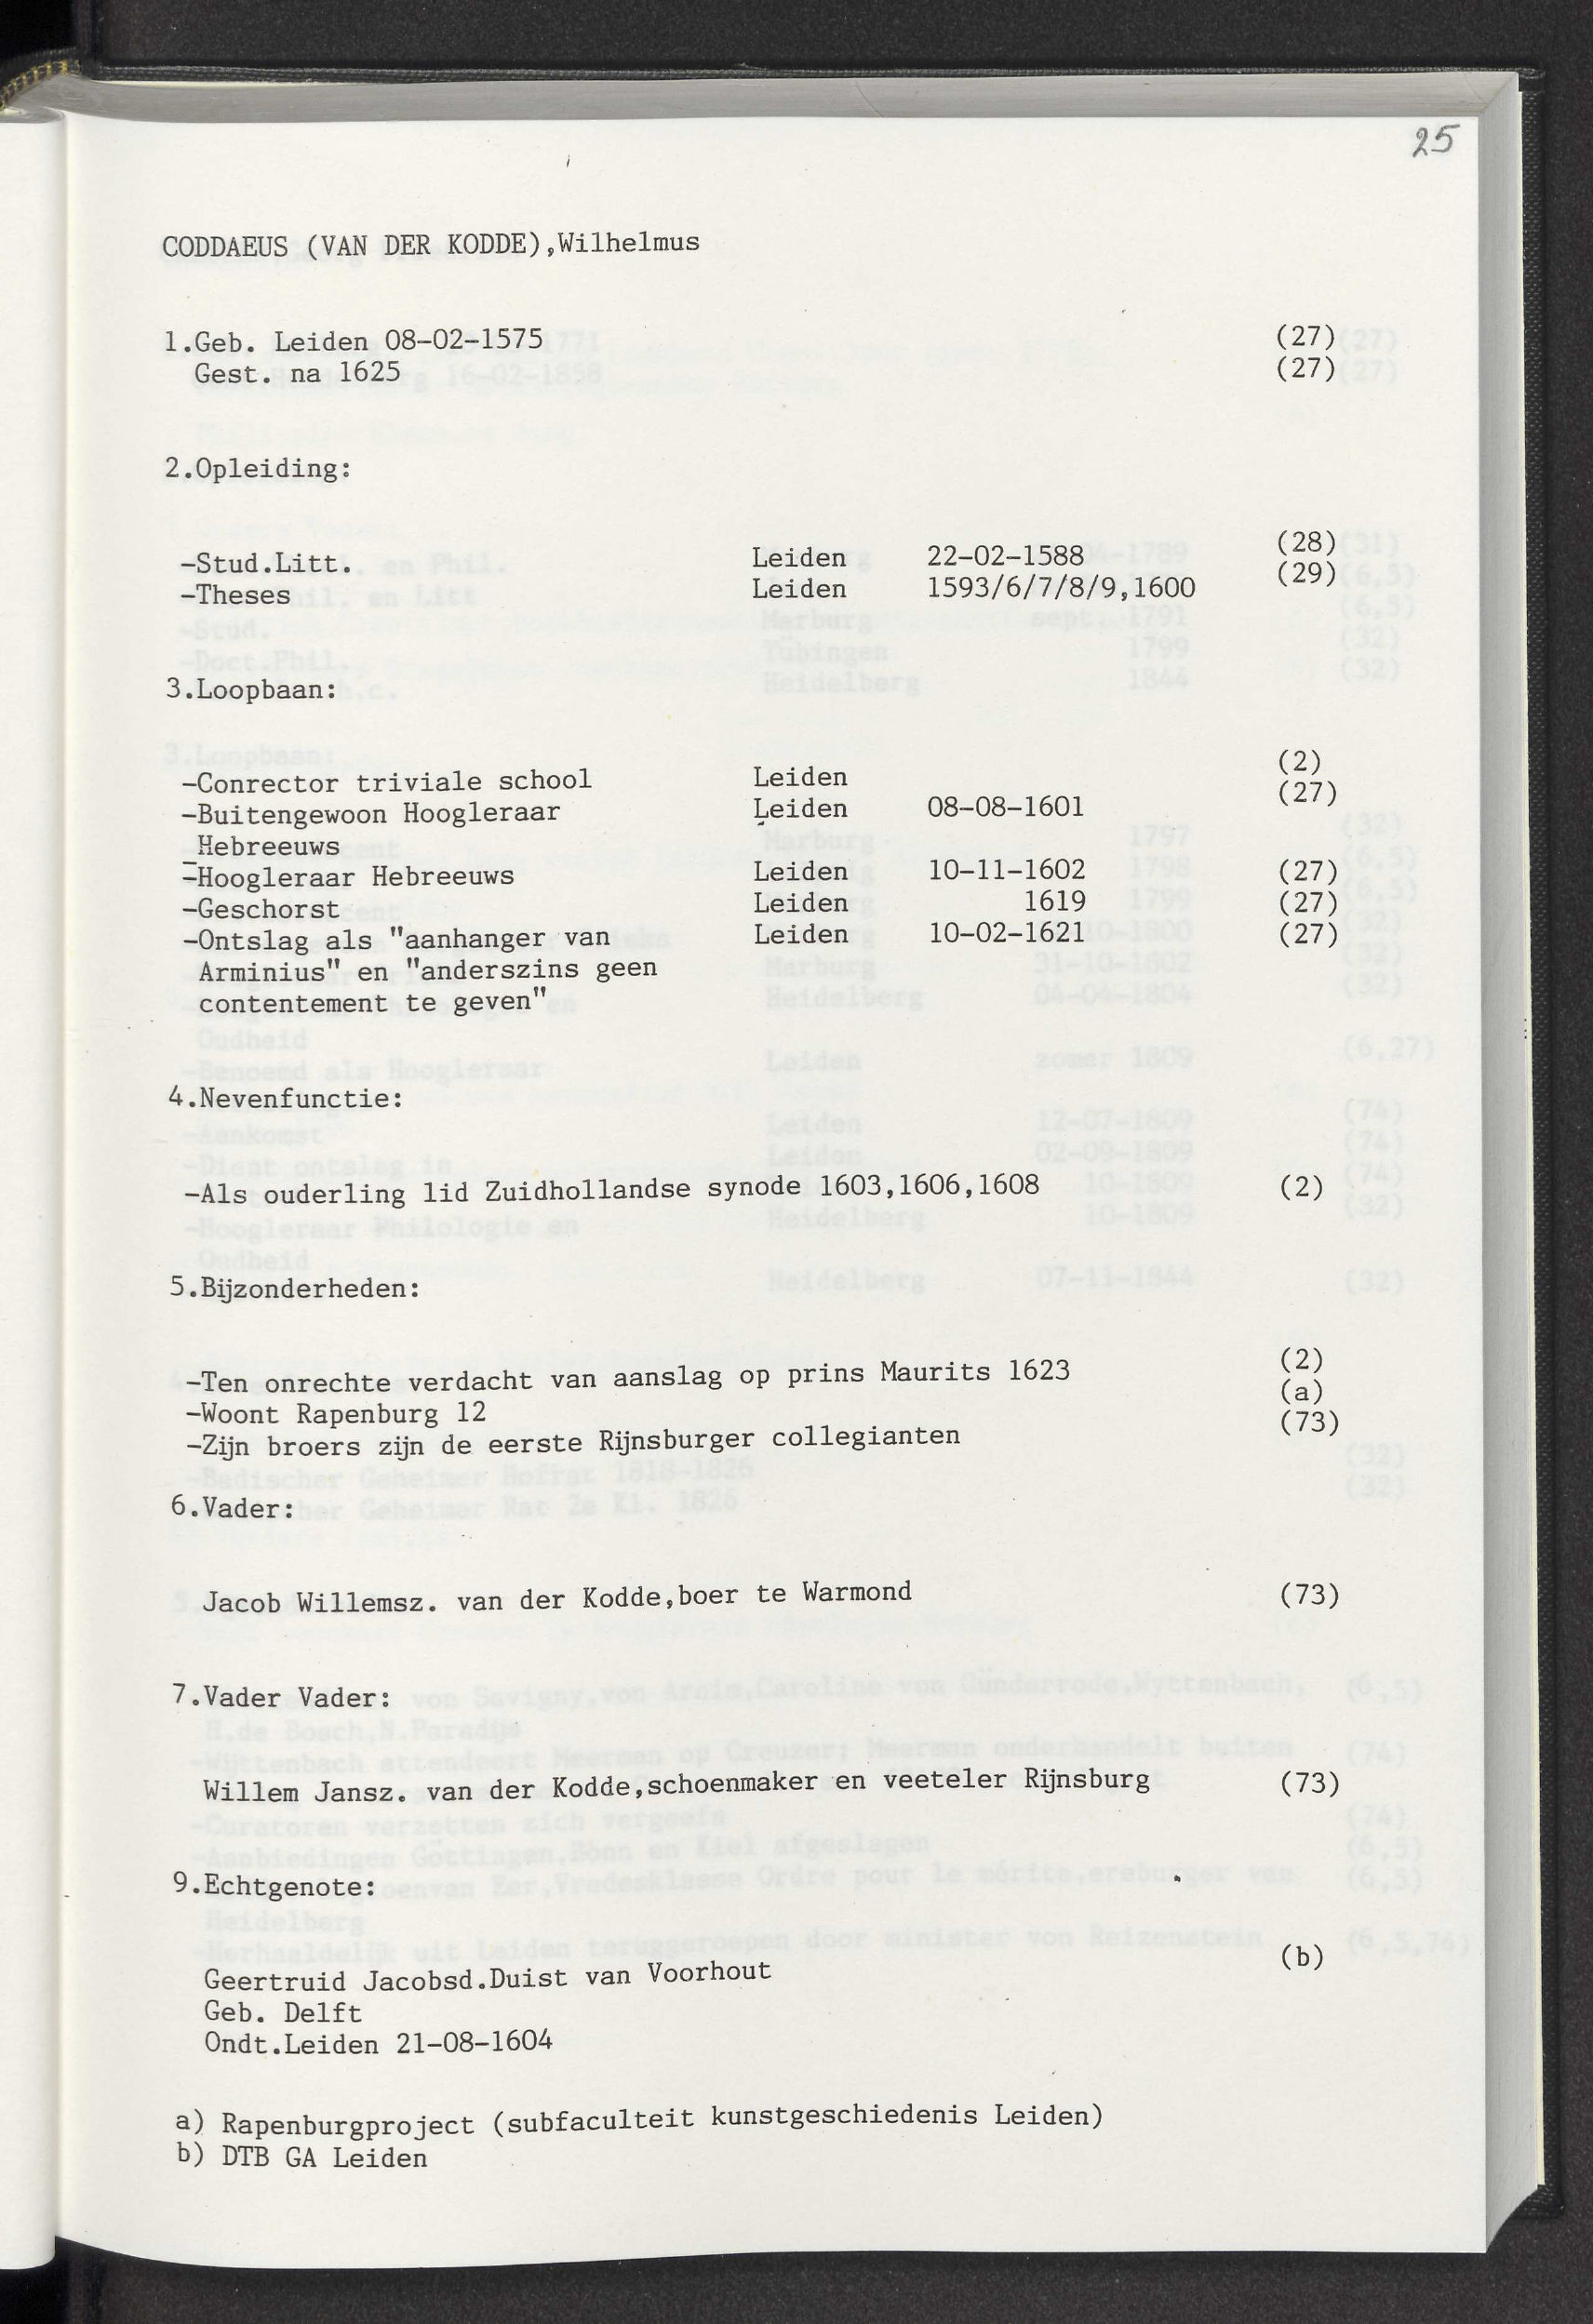 25
CODDAEUS (VAN DER KODDE),Wilhelmus
1.Geb. Leiden 08-02-1575 (27)
Gest. na 1625 (27)
2.Opleiding:
-Stud.Litt. Leiden 22-02-1588 (28)
-Theses Leiden 1593/6/7/8/9,1600 (29)
3.Loopbaan:
-Conrector triviale school Leiden (2)
-Buitengewoon Hoogleraar Leiden 08-08-1601 (27)
Hebreeuws
-Hoogleraar Hebreeuws Leiden 10-11-1602 (27)
-Geschorst Leiden 1619 (27)
-Ontslag als "aanhanger van Leiden 10-02-1621 (27)
Arminius" en "anderszins geen
contentement te geven"
4.Nevenfunctie:
-Als ouderling lid Zuidhollandse synode 1603,1606,1608 (2)
5.Bijzonderheden:
-Ten onrechte verdacht van aanslag op prins Maurits 1623 (2)
-Woont Rapenburg 12 (a)
-Zijn broers zijn de eerste Rijnsburger collegianten (73)
6.Vader:
Jacob Willemsz. van der Kodde,boer te Warmond (73)
7.Vader Vader:
Willem Jansz. van der Kodde,schoenmaker en veeteler Rijnsburg (73)
9.Echtgenote:
Geertruid Jacobsd.Duist van Voorhout (b)
Geb. Delft
Ondt.Leiden 21-08-1604
a) Rapenburgproject (subfaculteit kunstgeschiedenis Leiden)
b) DTB GA Leiden